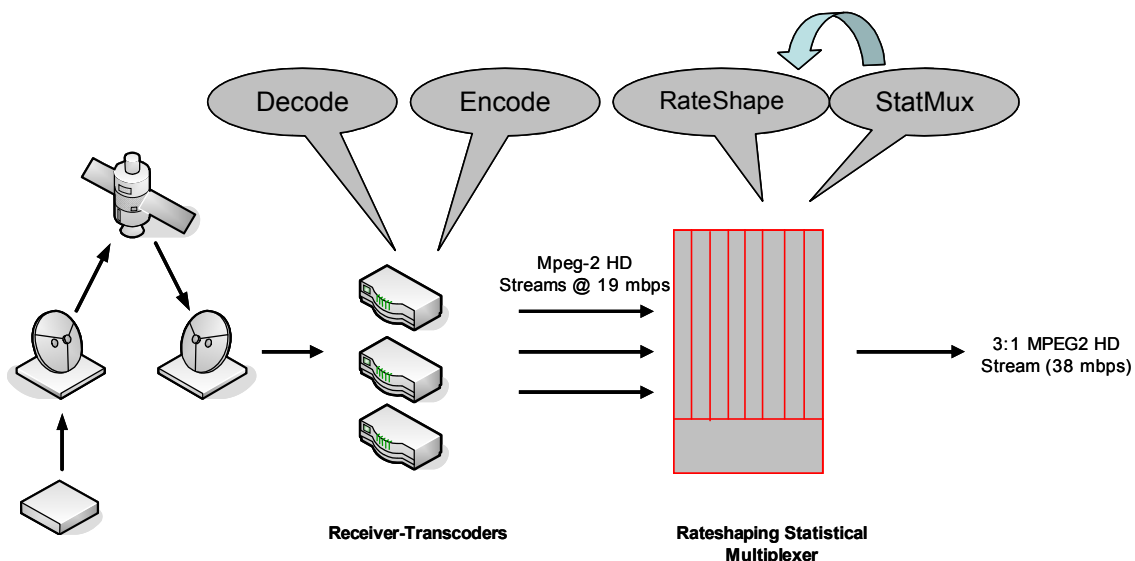 Decode
Encode
RateShape
StatMux
Mpeg-2 HD
Streams @ 19 mbps
3:1 MPEG2 HD
Stream (38 mbps)
Receiver-Transcoders
Rateshaping Statistical
Multiplexer